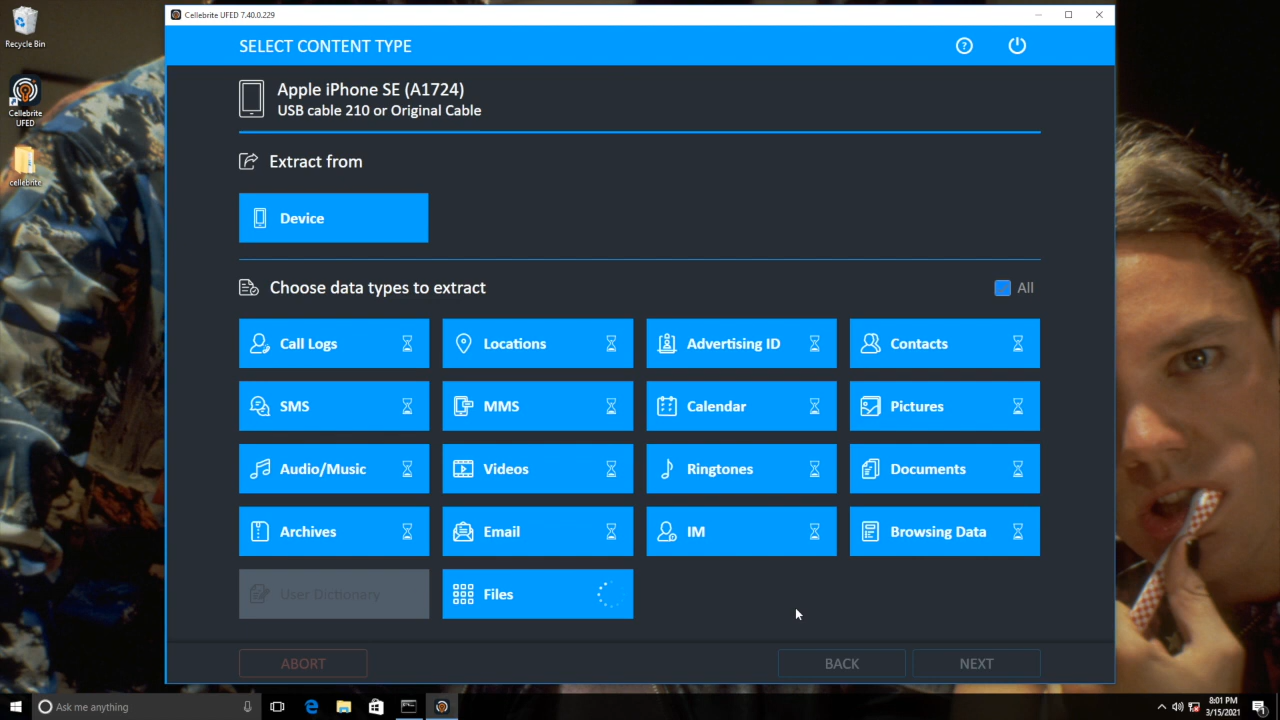 Recycle Bin
Cellebrite
UFED
cellebrite
Cellebrite UFED 7.40.0.229
SELECT CONTENT TYPE
?
Apple iPhone SE (A1724)
USB cable 210 or Original Cable
Extract from
Device
Choose data types to extract
All
Call Logs
Locations
Advertising ID
Contacts
SMS
MMS
Calendar
Pictures
Audio/Music
Videos
Ringtones
Documents
Archives
Email
IM
Browsing Data
User Dictionary
Files
ABORT
BACK
NEXT
Ask me anything
8:01 PM
3/15/2021
1